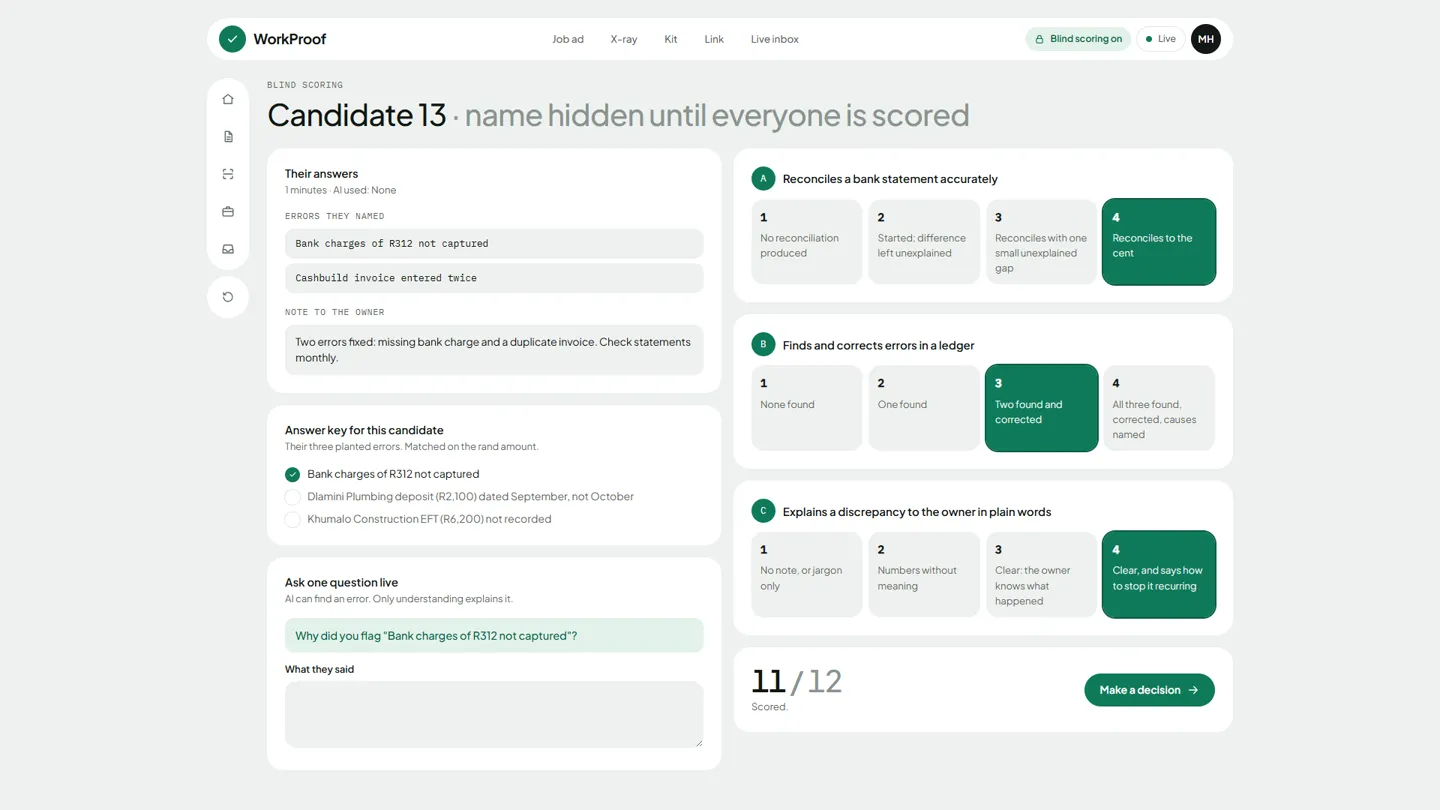 WorkProof
Job ad
X-ray
Kit
Link
Live inbox
Blind scoring on
Live
MH
BLIND SCORING
Candidate 13 · name hidden until everyone is scored
Their answers
1 minutes · AI used: None
ERRORS THEY NAMED
Bank charges of R312 not captured
Cashbuild invoice entered twice
NOTE TO THE OWNER
Two errors fixed: missing bank charge and a duplicate invoice. Check statements
monthly.
Answer key for this candidate
Their three planted errors. Matched on the rand amount.
Bank charges of R312 not captured
Dlamini Plumbing deposit (R2,100) dated September, not October
Khumalo Construction EFT (R6,200) not recorded
Ask one question live
AI can find an error. Only understanding explains it.
Why did you flag "Bank charges of R312 not captured"?
What they said
A
Reconciles a bank statement accurately
1
No reconciliation
produced
2
Started; difference
left unexplained
3
Reconciles with one
small unexplained
gap
4
Reconciles to the
cent
B
Finds and corrects errors in a ledger
1
None found
2
One found
3
Two found and
corrected
4
All three found,
corrected, causes
named
C
Explains a discrepancy to the owner in plain words
1
No note, or jargon
only
2
Numbers without
meaning
3
Clear: the owner
knows what
happened
4
Clear, and says how
to stop it recurring
11 / 12
Scored.
Make a decision →